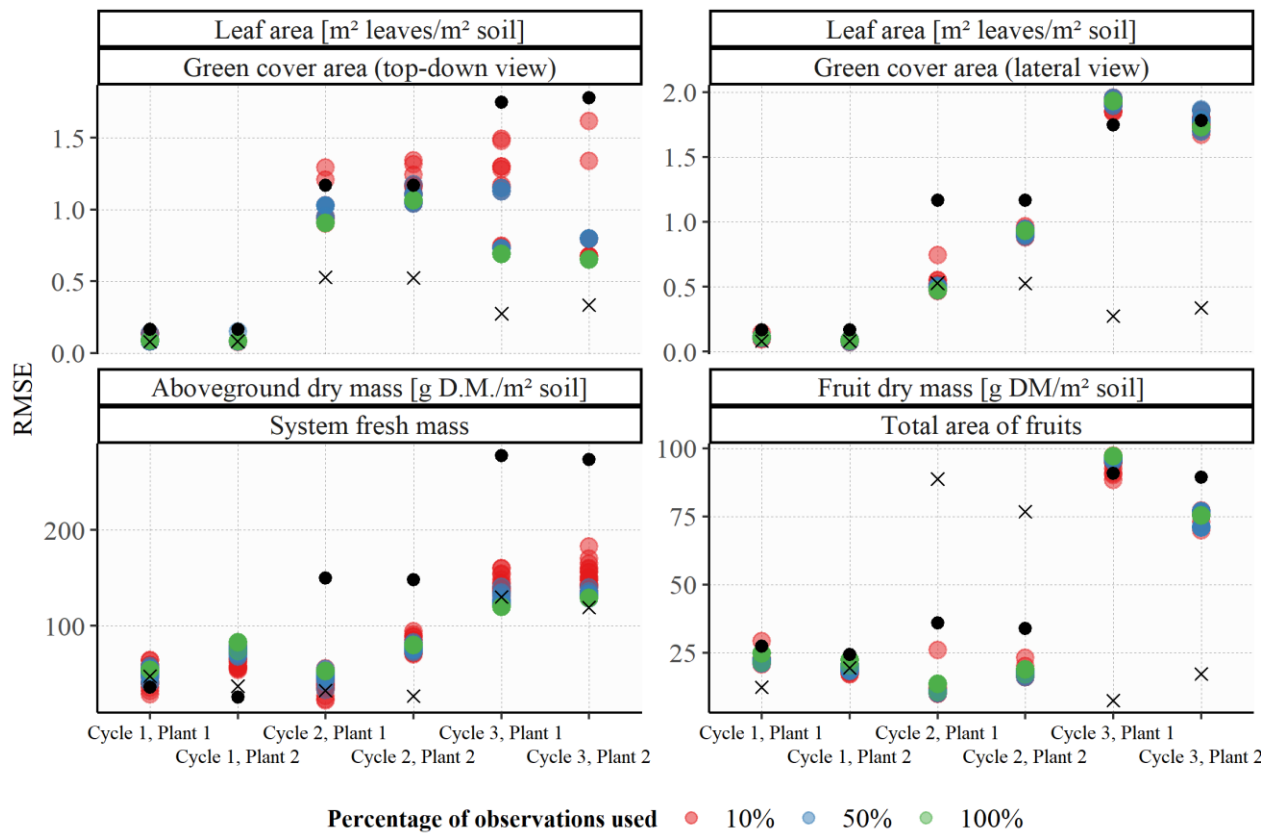 Leaf area [m² leaves/m² soil]
Green cover area (top-down view)
1.5
1.0
0.5
0.0
Leaf area [m² leaves/m² soil]
Green cover area (lateral view)
2.0
1.5
1.0
0.5
0.0
RMSE
Aboveground dry mass [g D.M./m² soil]
System fresh mass
200
100
Cycle 1, Plant 1
Cycle 1, Plant 2
Cycle 2, Plant 1
Cycle 2, Plant 2
Cycle 3, Plant 1
Cycle 3, Plant 2
Fruit dry mass [g DM/m² soil]
Total area of fruits
100
75
50
25
Cycle 1, Plant 1
Cycle 1, Plant 2
Cycle 2, Plant 1
Cycle 2, Plant 2
Cycle 3, Plant 1
Cycle 3, Plant 2
Percentage of observations used 10% 50% 100%